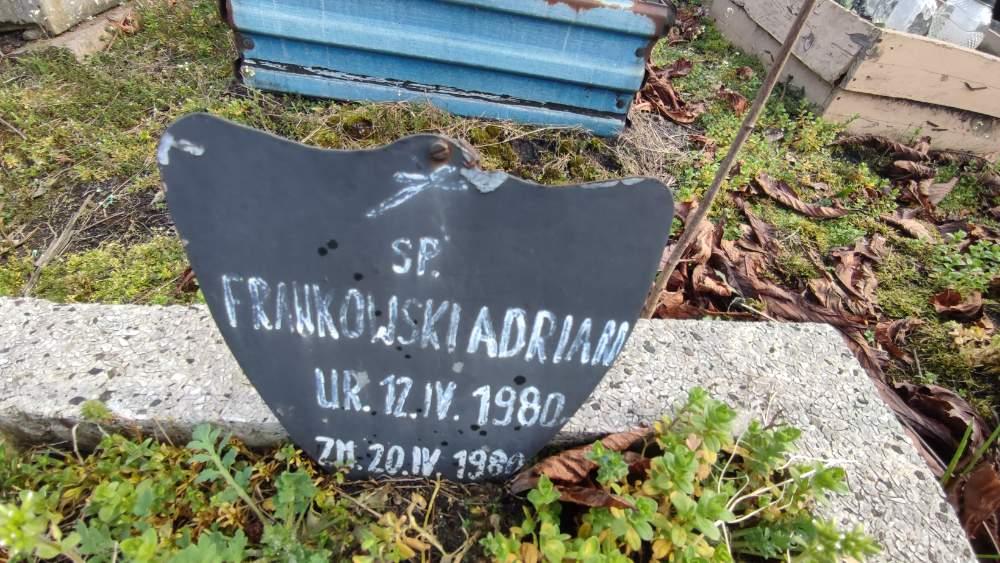 SP.
FRANKOWSKI ADRIAN
UR. 12. IV. 1980
ZM. 20. IV 1980